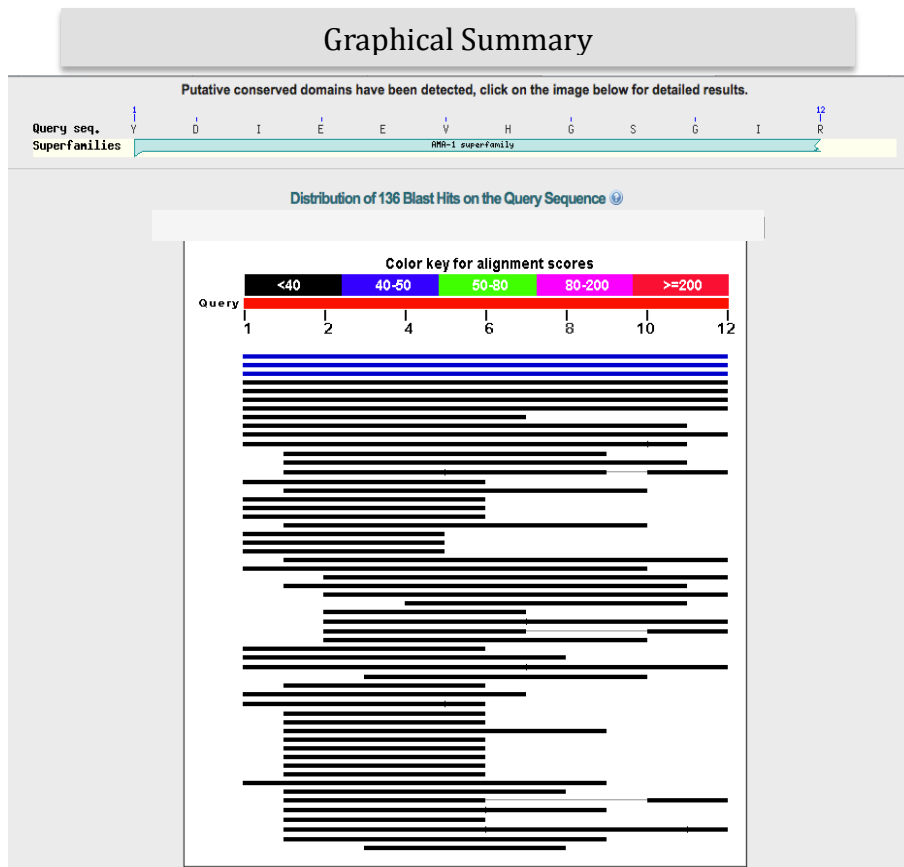 Graphical Summary
Putative conserved domains have been detected, click on the image below for detailed results.
1 12
Query seq. Y D I E E V H G S G I R
Superfamilies AMA-1 superfamily
Distribution of 136 Blast Hits on the Query Sequence ?
Color key for alignment scores
<40 40-50 50-80 80-200 >=200
Query
1 2 4 6 8 10 12